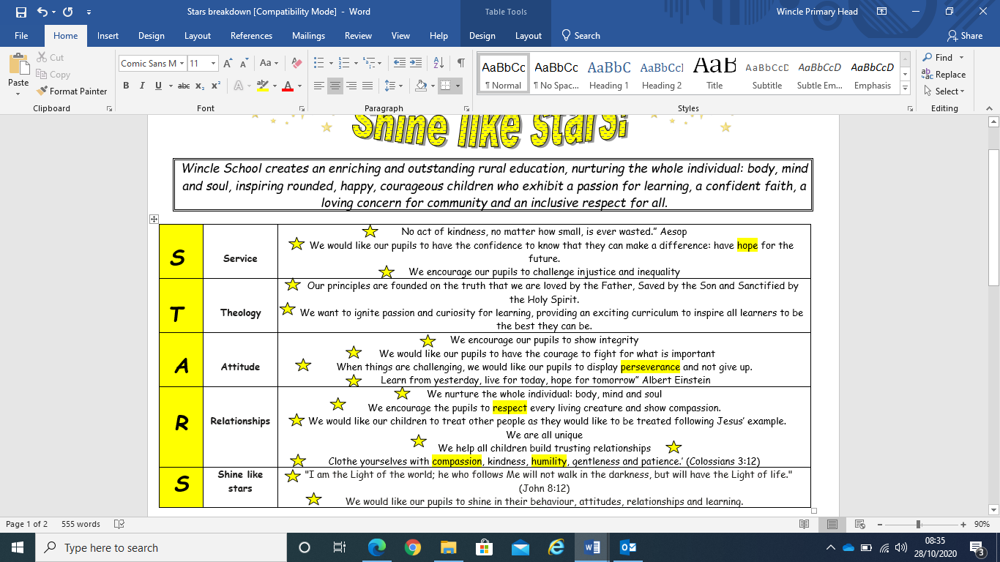 Stars breakdown [Compatibility Mode] - Word
Table Tools
Wincle Primary Head
File Home Insert Design Layout References Mailings Review View Help Design Layout Search Share
Paste
Cut
Copy
Format Painter
Clipboard
Comic Sans M 11 A A Aa
B I U abc x2 x2 A ab A
Font
Paragraph
AaBbCc AaBbCc AaBbC AaBbCcI AaB AaBbCcD AaBbCcD AaBbCcD
¶ Normal ¶ No Spac... Heading 1 Heading 2 Title Subtitle Subtle Em... Emphasis
Styles
Find
Replace
Select
Editing
Shine like stars!
Wincle School creates an enriching and outstanding rural education, nurturing the whole individual: body, mind
and soul, inspiring rounded, happy, courageous children who exhibit a passion for learning, a confident faith, a
loving concern for community and an inclusive respect for all.
S
Service
No act of kindness, no matter how small, is ever wasted.” Aesop
We would like our pupils to have the confidence to know that they can make a difference: have hope for the
future.
We encourage our pupils to challenge injustice and inequality
T
Theology
Our principles are founded on the truth that we are loved by the Father, Saved by the Son and Sanctified by
the Holy Spirit.
We want to ignite passion and curiosity for learning, providing an exciting curriculum to inspire all learners to be
the best they can be.
A
Attitude
We encourage our pupils to show integrity
We would like our pupils to have the courage to fight for what is important
When things are challenging, we would like our pupils to display perseverance and not give up.
Learn from yesterday, live for today, hope for tomorrow” Albert Einstein
R
Relationships
We nurture the whole individual: body, mind and soul
We encourage the pupils to respect every living creature and show compassion.
We would like our children to treat other people as they would like to be treated following Jesus’ example.
We are all unique
We help all children build trusting relationships
Clothe yourselves with compassion, kindness, humility, gentleness and patience.’ (Colossians 3:12)
S
Shine like
stars
"I am the Light of the world; he who follows Me will not walk in the darkness, but will have the Light of life."
(John 8:12)
We would like our pupils to shine in their behaviour, attitudes, relationships and learning.
Page 1 of 2 555 words
90%
Type here to search
08:35
28/10/2020
3